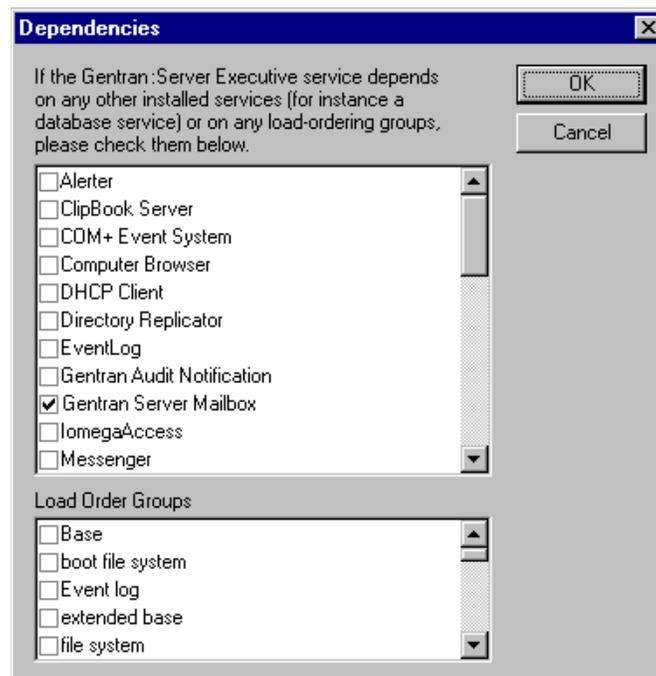 Dependencies
If the Gentran:Server Executive service depends
on any other installed services (for instance a
database service) or on any load-ordering groups,
please check them below.
OK
Cancel
Alerter
ClipBook Server
COM+ Event System
Computer Browser
DHCP Client
Directory Replicator
EventLog
Gentran Audit Notification
Gentran Server Mailbox
IomegaAccess
Messenger
Load Order Groups
Base
boot file system
Event log
extended base
file system